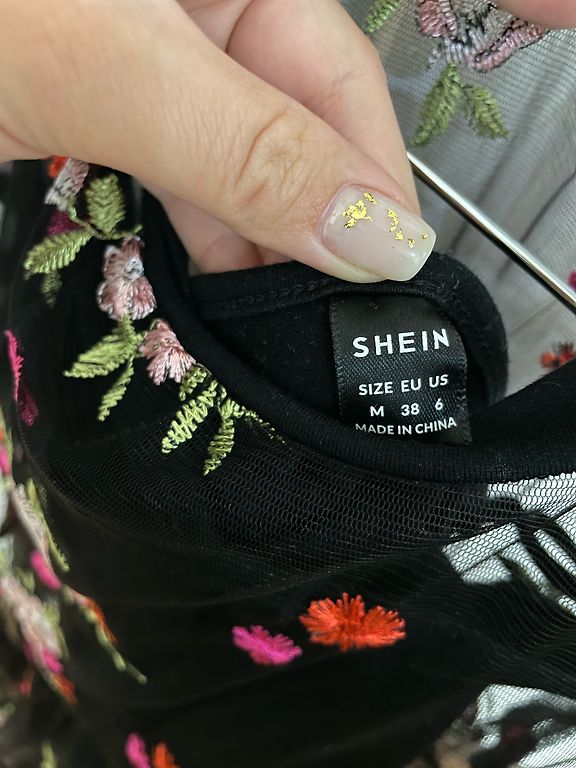 SHEIN
SIZE EU US
M 38 6
MADE IN CHINA